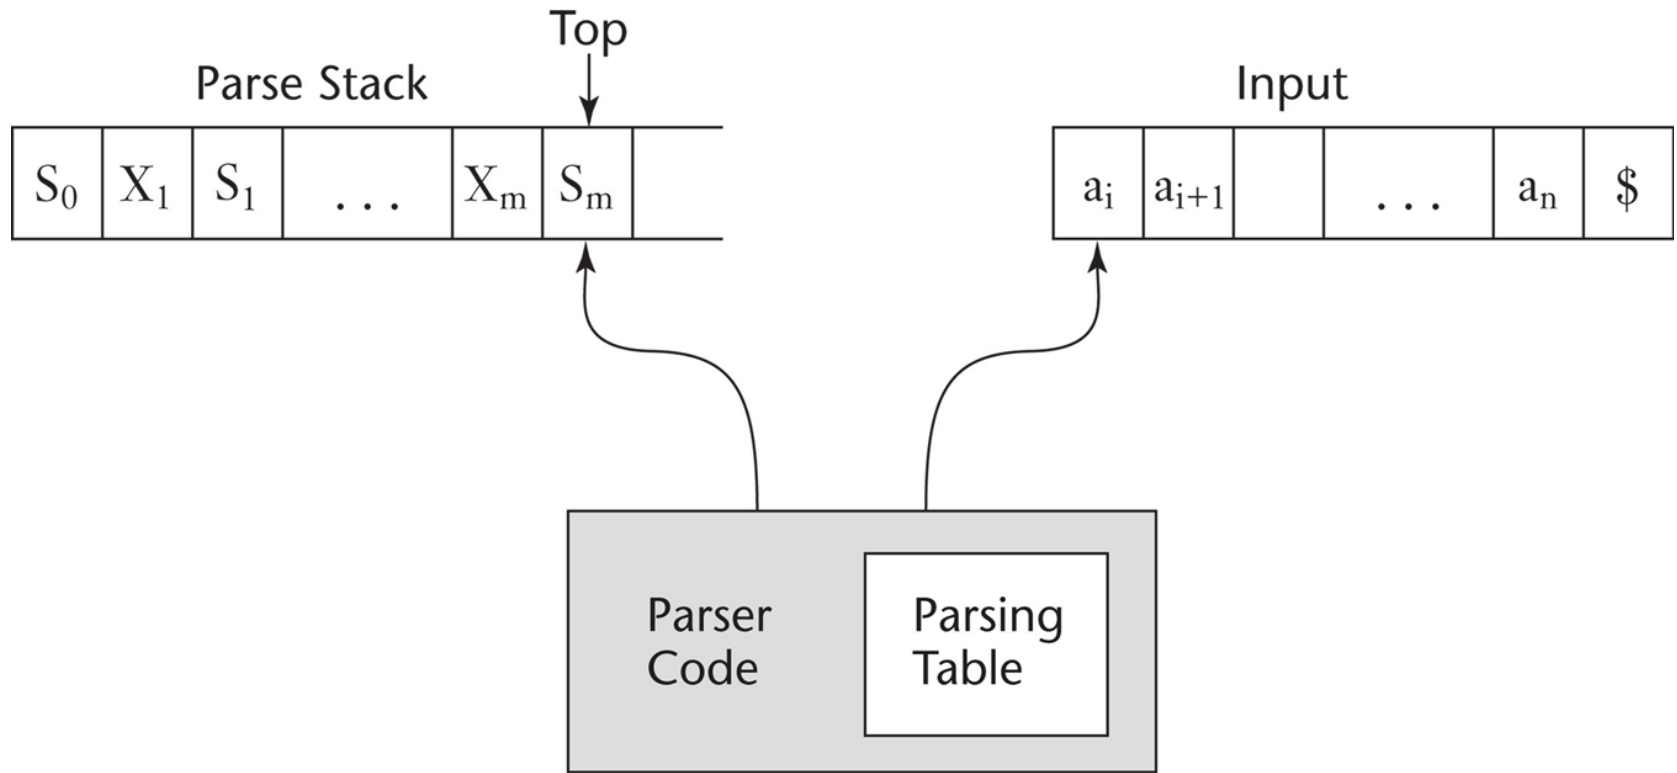 Top
Parse Stack
Input
S₀ X₁ S₁ ... Xₘ Sₘ
aᵢ aᵢ₊₁ ... aₙ $
Parser
Code
Parsing
Table